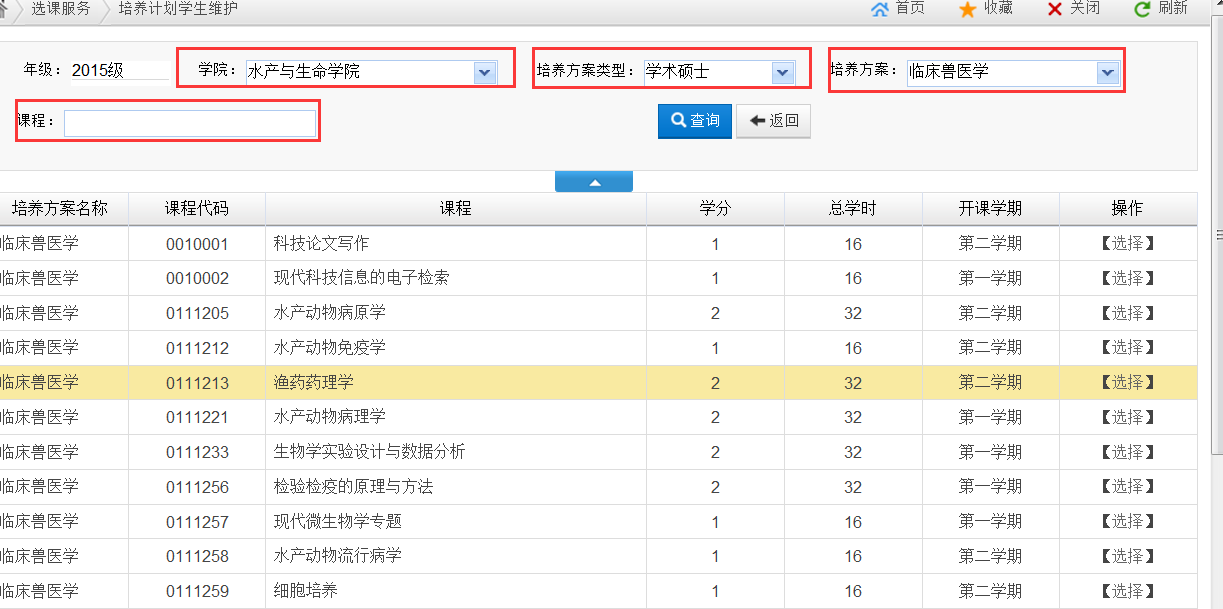 选课服务 培养计划学生维护 首页 收藏 关闭 刷新
年级： 2015级 学院： 水产与生命学院 培养方案类型： 学术硕士 培养方案： 临床兽医学
课程： 查询 返回
培养方案名称 课程代码 课程 学分 总学时 开课学期 操作
临床兽医学 0010001 科技论文写作 1 16 第二学期 【选择】
临床兽医学 0010002 现代科技信息的电子检索 1 16 第一学期 【选择】
临床兽医学 0111205 水产动物病原学 2 32 第二学期 【选择】
临床兽医学 0111212 水产动物免疫学 1 16 第二学期 【选择】
临床兽医学 0111213 渔药药理学 2 32 第二学期 【选择】
临床兽医学 0111221 水产动物病理学 2 32 第一学期 【选择】
临床兽医学 0111233 生物学实验设计与数据分析 2 32 第一学期 【选择】
临床兽医学 0111256 检验检疫的原理与方法 2 32 第一学期 【选择】
临床兽医学 0111257 现代微生物学专题 1 16 第一学期 【选择】
临床兽医学 0111258 水产动物流行病学 1 16 第二学期 【选择】
临床兽医学 0111259 细胞培养 1 16 第二学期 【选择】